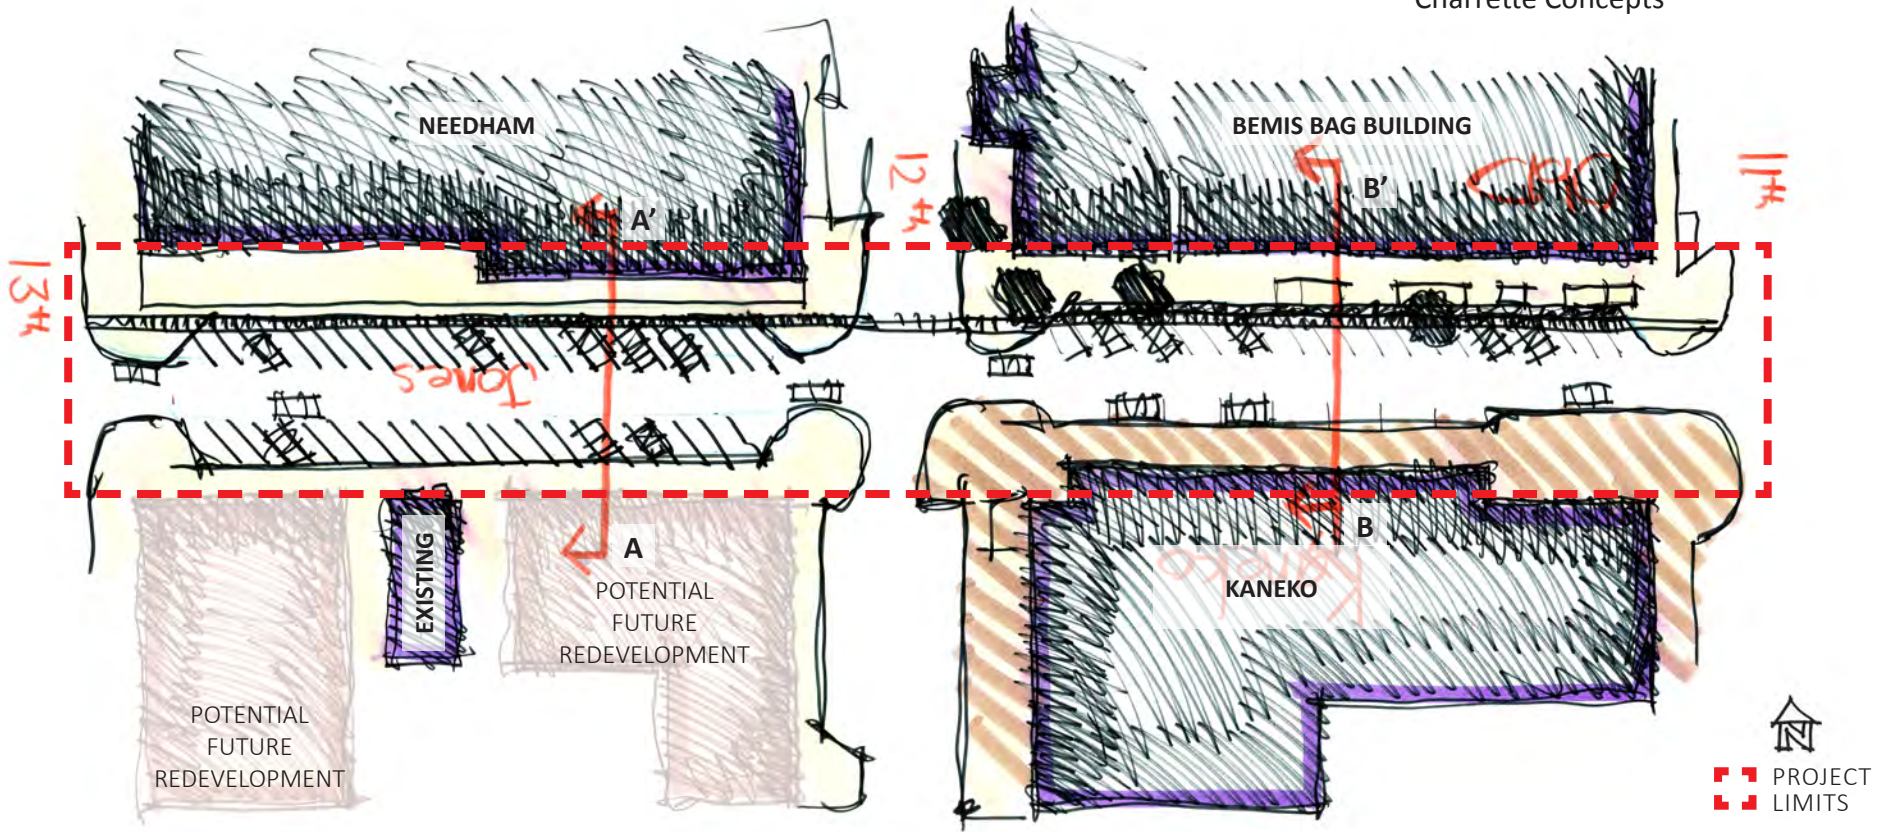 Charrette Concepts
NEEDHAM
BEMIS BAG BUILDING
12th
11th
A'
B'
13th
Jones
EXISTING
A
B
POTENTIAL
FUTURE
REDEVELOPMENT
Kaneko
KANEKO
POTENTIAL
FUTURE
REDEVELOPMENT
N
PROJECT
LIMITS